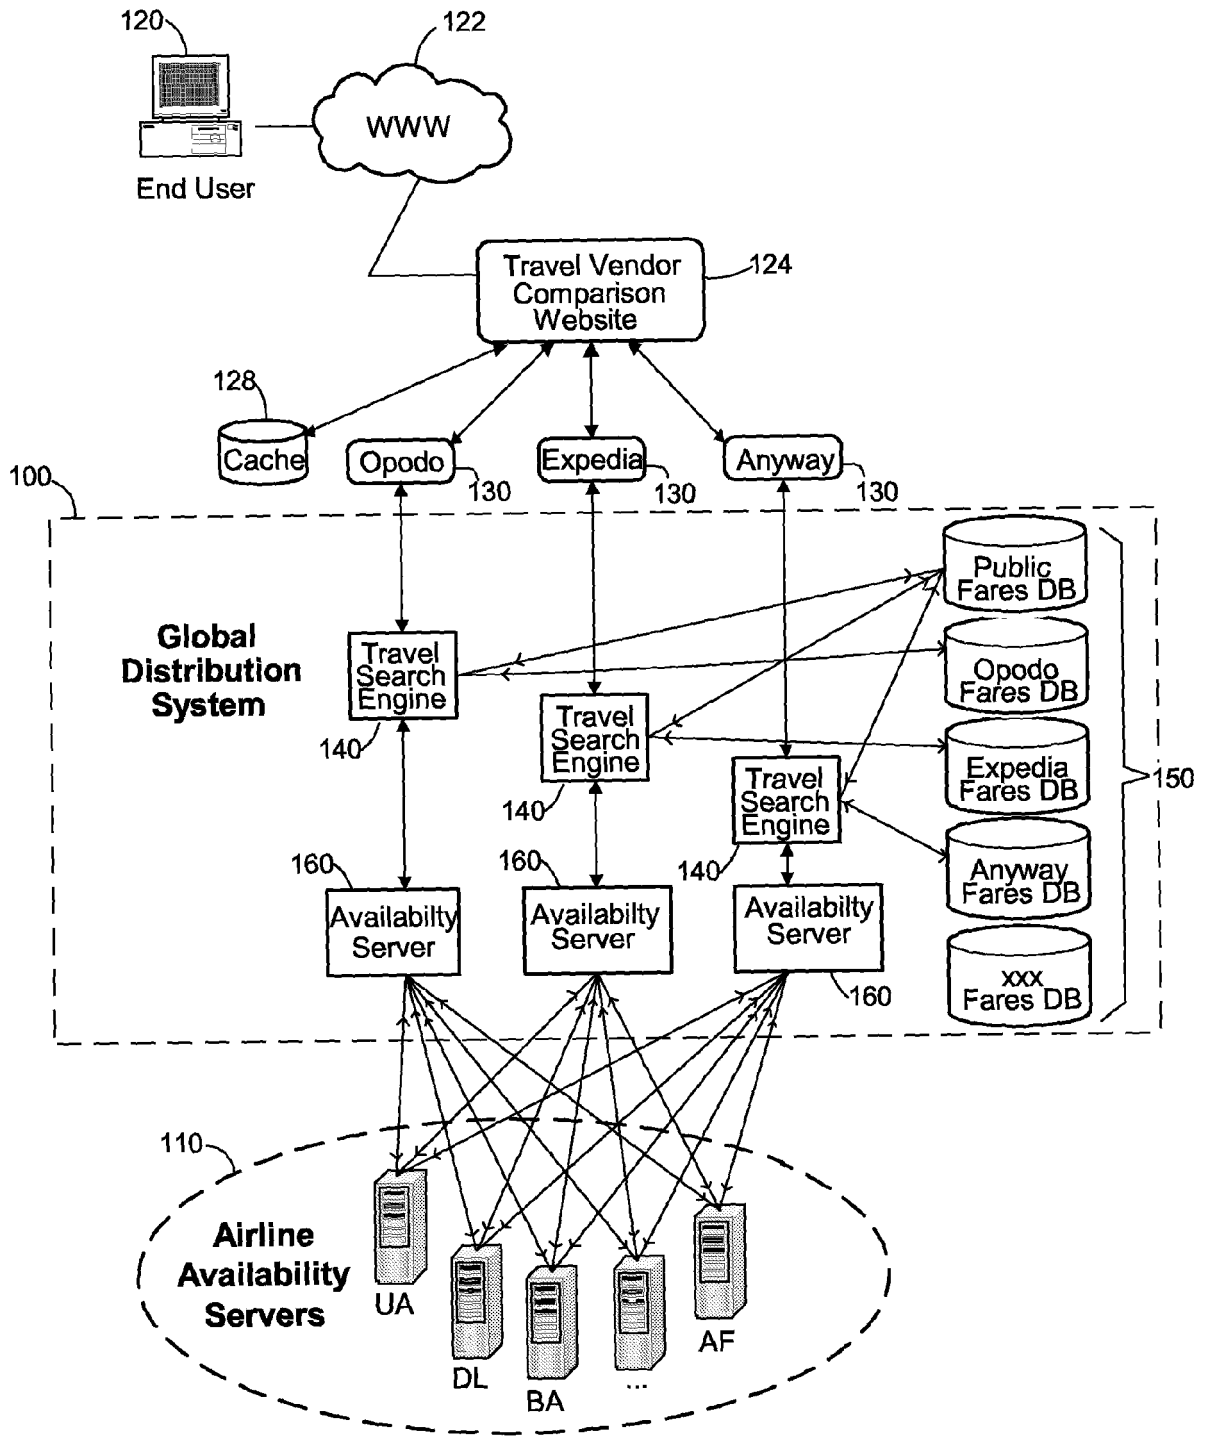 120
122
WWW
End User
Travel Vendor
Comparison
Website
124
128
Cache
Opodo
130
Expedia
130
Anyway
130
100
Global
Distribution
System
Public
Fares DB
Opodo
Fares DB
Expedia
Fares DB
Anyway
Fares DB
xxx
Fares DB
150
Travel
Search
Engine
140
Travel
Search
Engine
140
Travel
Search
Engine
140
160
Availabilty
Server
160
Availabilty
Server
Availabilty
Server
160
110
Airline
Availability
Servers
UA
DL
BA
...
AF